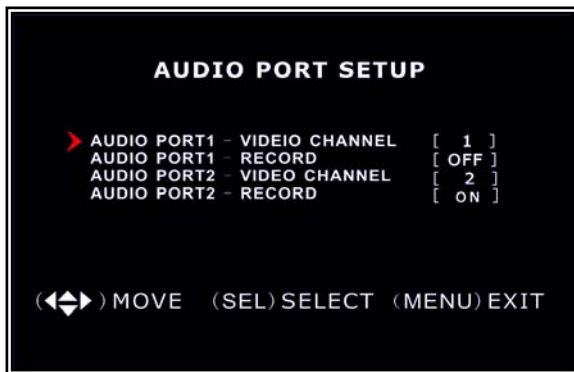 AUDIO PORT SETUP
AUDIO PORT1 - VIDEIO CHANNEL [ 1 ]
AUDIO PORT1 - RECORD [ OFF ]
AUDIO PORT2 - VIDEO CHANNEL [ 2 ]
AUDIO PORT2 - RECORD [ ON ]
( ) MOVE (SEL) SELECT (MENU) EXIT